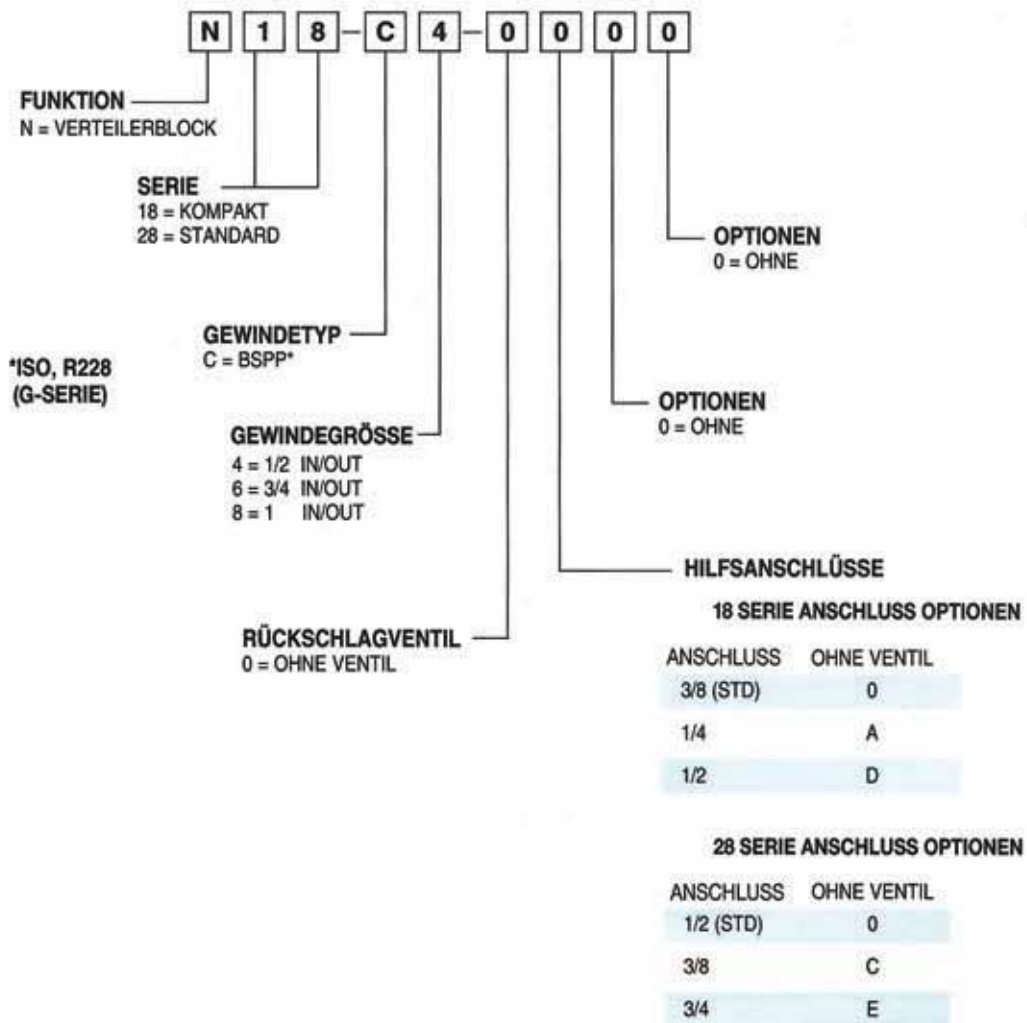 N 1 8 - C 4 - 0 0 0 0
FUNKTION
N = VERTEILERBLOCK
SERIE
18 = KOMPAKT
28 = STANDARD
OPTIONEN
0 = OHNE
GEWINDETYP
C = BSPP*
*ISO, R228
(G-SERIE)
OPTIONEN
0 = OHNE
GEWINDEGRÖSSE
4 = 1/2 IN/OUT
6 = 3/4 IN/OUT
8 = 1 IN/OUT
HILFSANSCHLÜSSE
18 SERIE ANSCHLUSS OPTIONEN
RÜCKSCHLAGVENTIL
0 = OHNE VENTIL
ANSCHLUSS OHNE VENTIL
3/8 (STD) 0
1/4 A
1/2 D
28 SERIE ANSCHLUSS OPTIONEN
ANSCHLUSS OHNE VENTIL
1/2 (STD) 0
3/8 C
3/4 E